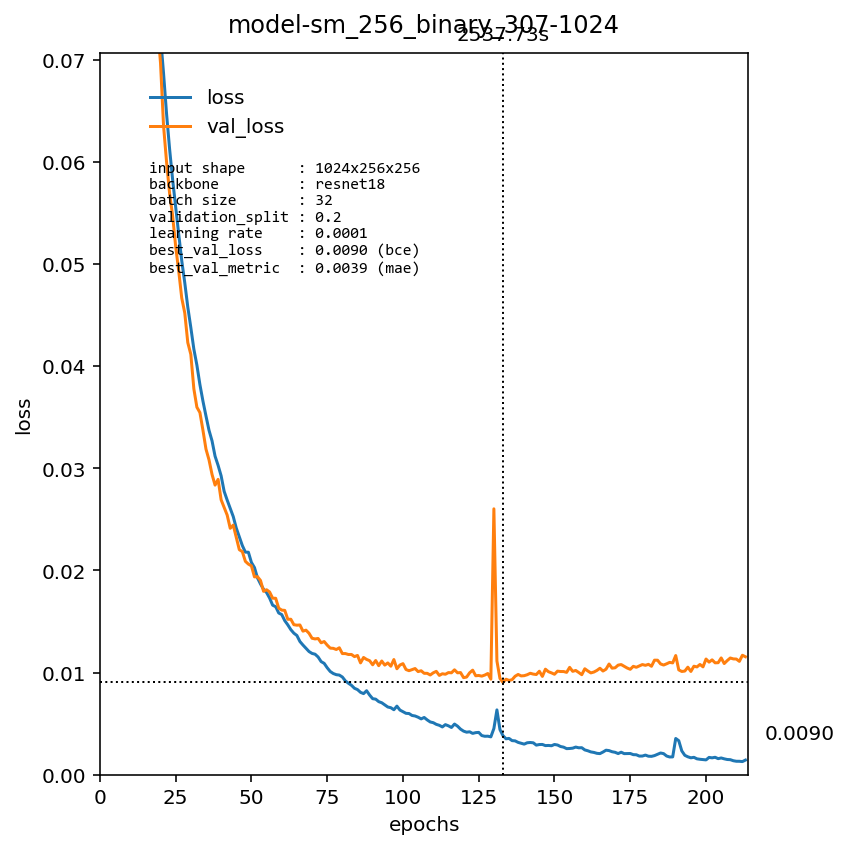 model-sm_256_binary_307-1024
2537.73s
0.07
0.06
0.05
0.04
0.03
0.02
0.01
0.00
loss
loss
val_loss
input shape      : 1024x256x256
backbone         : resnet18
batch size       : 32
validation_split : 0.2
learning rate    : 0.0001
best_val_loss    : 0.0090 (bce)
best_val_metric  : 0.0039 (mae)
0.0090
0 25 50 75 100 125 150 175 200
epochs